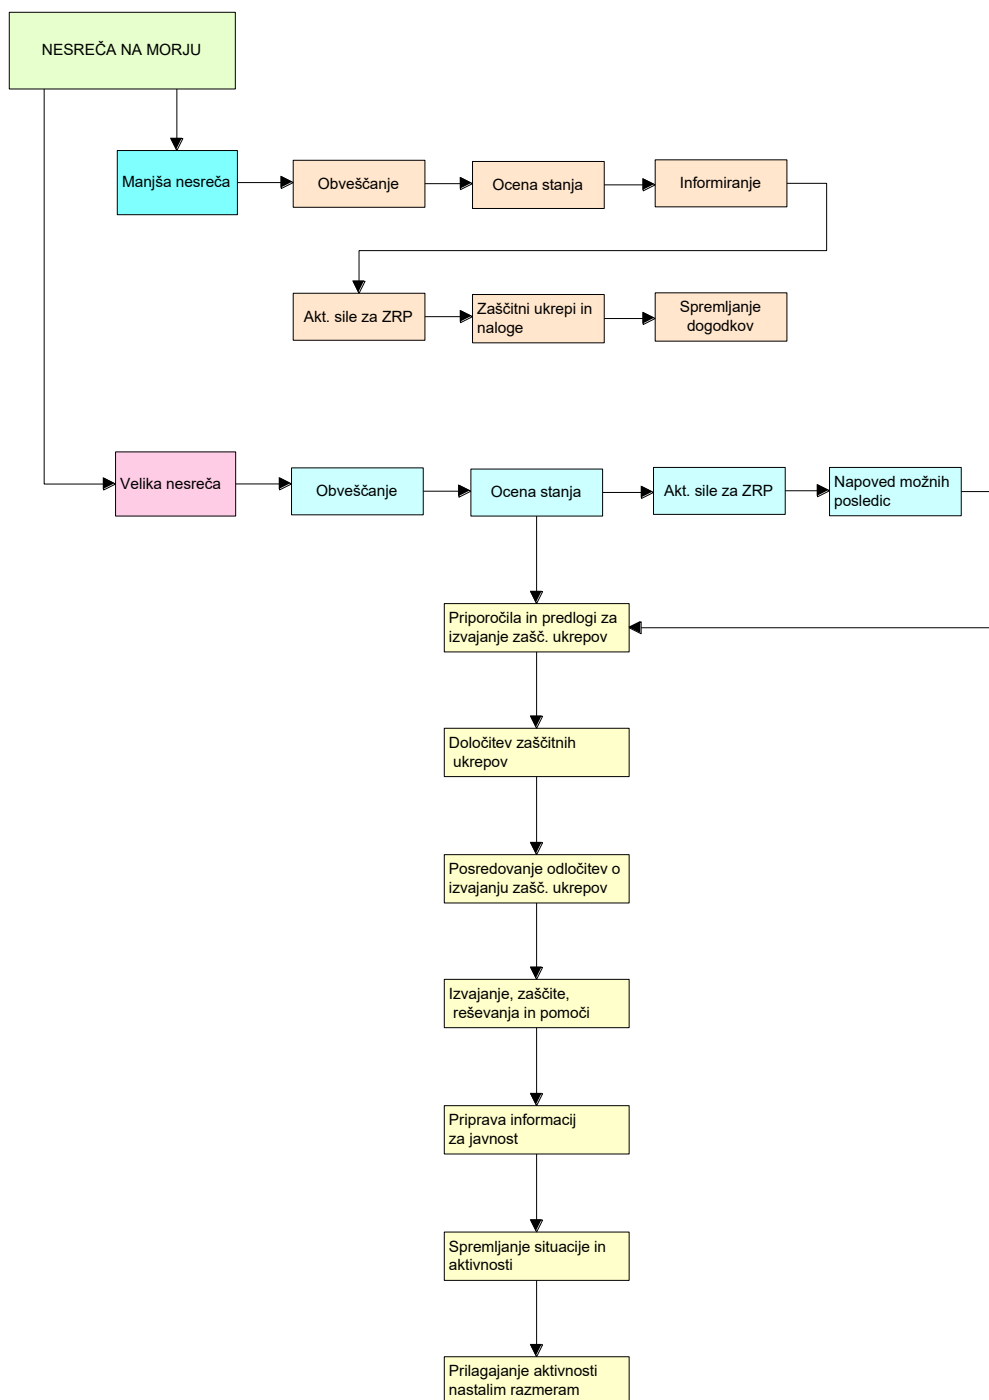 NESREČA NA MORJU
Manjša nesreča
Obveščanje
Ocena stanja
Informiranje
Akt. sile za ZRP
Zaščitni ukrepi in
naloge
Spremljanje
dogodkov
Velika nesreča
Obveščanje
Ocena stanja
Akt. sile za ZRP
Napoved možnih
posledic
Priporočila in predlogi za
izvajanje zašč. ukrepov
Določitev zaščitnih
ukrepov
Posredovanje odločitev o
izvajanju zašč. ukrepov
Izvajanje, zaščite,
reševanja in pomoči
Priprava informacij
za javnost
Spremljanje situacije in
aktivnosti
Prilagajanje aktivnosti
nastalim razmeram